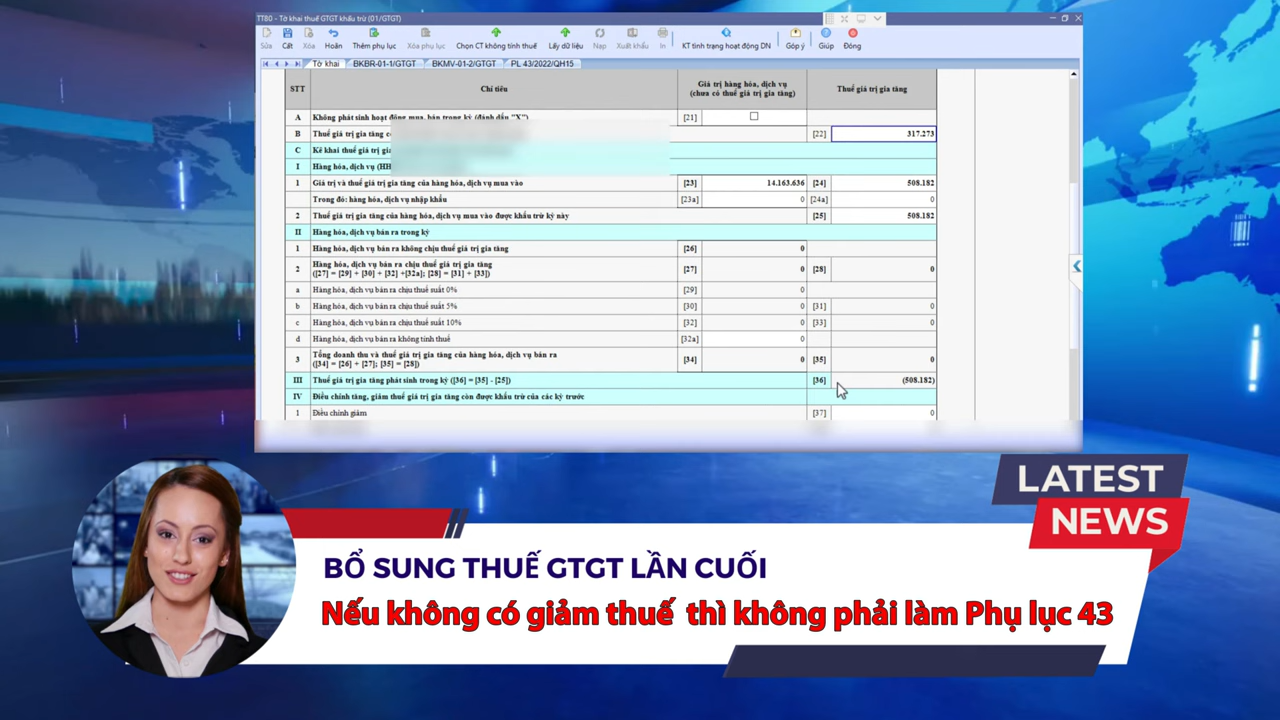 TT80 - Tờ khai thuế GTGT khấu trừ (01/GTGT)
Sửa Cất Xóa Hoãn Thêm phụ lục Xóa phụ lục Chọn CT không tính thuế Lấy dữ liệu Nạp Xuất khẩu In KT tình trạng hoạt động DN Góp ý Giúp Đóng
Tờ khai BKBR-01-1/GTGT BKMV-01-2/GTGT PL 43/2022/QH15
STT Chỉ tiêu Giá trị hàng hóa, dịch vụ (chưa có thuế giá trị gia tăng) Thuế giá trị gia tăng
A Không phát sinh hoạt động mua, bán trong kỳ (đánh dấu "X") [21]
B Thuế giá trị gia tăng [22] 317.273
C Kê khai thuế giá trị
I Hàng hóa, dịch vụ (HH
1 Giá trị và thuế giá trị gia tăng của hàng hóa, dịch vụ mua vào [23] 14.163.636 [24] 508.182
Trong đó: hàng hóa, dịch vụ nhập khẩu [23a] 0 [24a] 0
2 Thuế giá trị gia tăng của hàng hóa, dịch vụ mua vào được khấu trừ kỳ này [25] 508.182
II Hàng hóa, dịch vụ bán ra trong kỳ
1 Hàng hóa, dịch vụ bán ra không chịu thuế giá trị gia tăng [26] 0
2 Hàng hóa, dịch vụ bán ra chịu thuế giá trị gia tăng
([27] = [29] + [30] + [32] +[32a]; [28] = [31] + [33]) [27] 0 [28] 0
a Hàng hóa, dịch vụ bán ra chịu thuế suất 0% [29] 0
b Hàng hóa, dịch vụ bán ra chịu thuế suất 5% [30] 0 [31] 0
c Hàng hóa, dịch vụ bán ra chịu thuế suất 10% [32] 0 [33] 0
d Hàng hóa, dịch vụ bán ra không tính thuế [32a] 0
3 Tổng doanh thu và thuế giá trị gia tăng của hàng hóa, dịch vụ bán ra
([34] = [26] + [27]; [35] = [28]) [34] 0 [35] 0
III Thuế giá trị gia tăng phát sinh trong kỳ ([36] = [35] - [25]) [36] (508.182)
IV Điều chỉnh tăng, giảm thuế giá trị gia tăng còn được khấu trừ của các kỳ trước
1 Điều chỉnh giảm [37] 0
LATEST
NEWS
BỔ SUNG THUẾ GTGT LẦN CUỐI
Nếu không có giảm thuế thì không phải làm Phụ lục 43